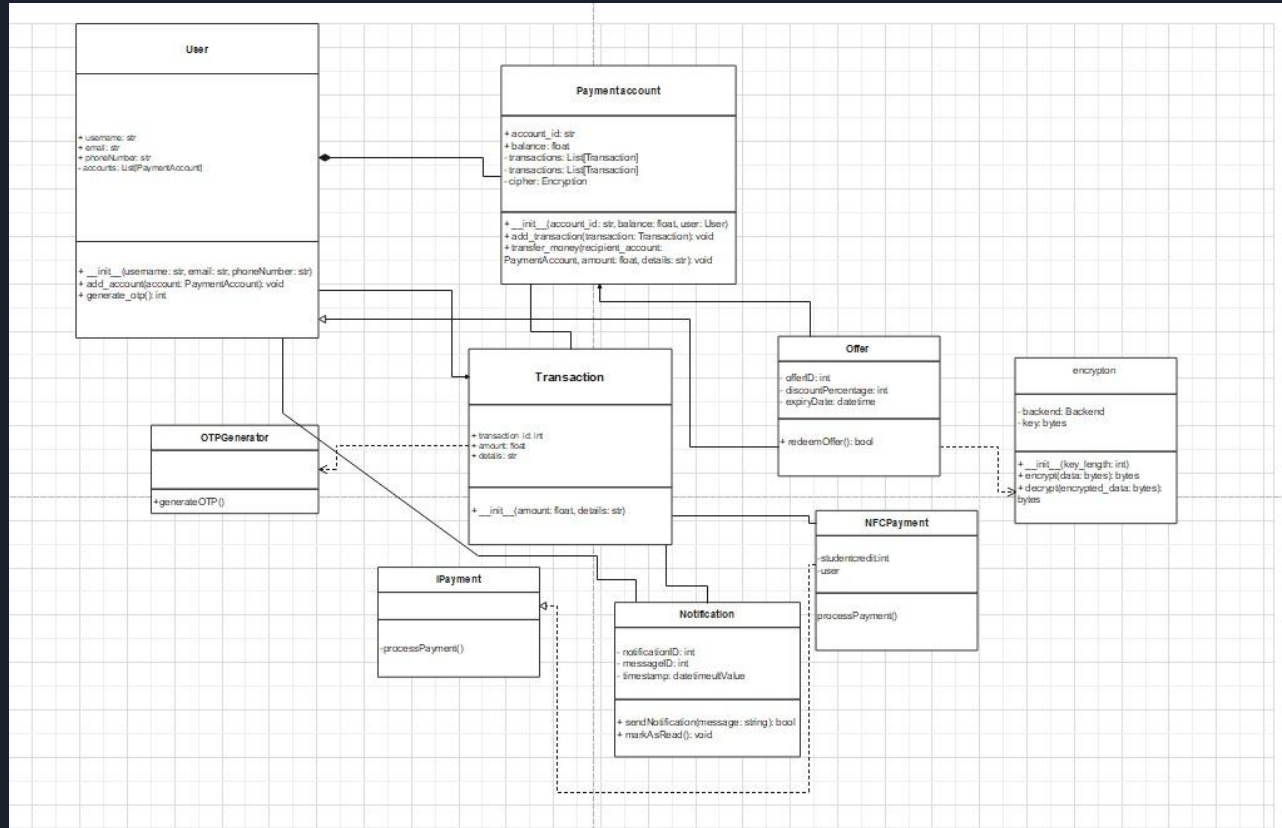 User
+ username: str
+ email: str
+ phoneNumber: str
- accounts: List[PaymentAccount]
+ __init__(username: str, email: str, phoneNumber: str)
+ add_account(account: PaymentAccount): void
+ generate_otp(): int
Paymentaccount
+ account_id: str
+ balance: float
- transactions: List[Transaction]
- transactions: List[Transaction]
- cipher: Encryption
+ __init__(account_id: str, balance: float, user: User)
+ add_transaction(transaction: Transaction): void
+ transfer_money(recipient_account:
PaymentAccount, amount: float, details: str): void
Transaction
+ transaction_id: int
+ amount: float
+ details: str
+ __init__(amount: float, details: str)
Offer
- offerID: int
- discountPercentage: int
- expiryDate: datetime
+ redeemOffer(): bool
encrypton
- backend: Backend
- key: bytes
+ __init__(key_length: int)
+ encrypt(data: bytes): bytes
+ decrypt(encrypted_data: bytes):
bytes
OTPGenerator
+generateOTP()
IPayment
-processPayment()
NFCPayment
-studentcredit:int
-user
processPayment()
Notification
- notificationID: int
- messageID: int
- timestamp: datetimeultValue
+ sendNotification(message: string): bool
+ markAsRead(): void